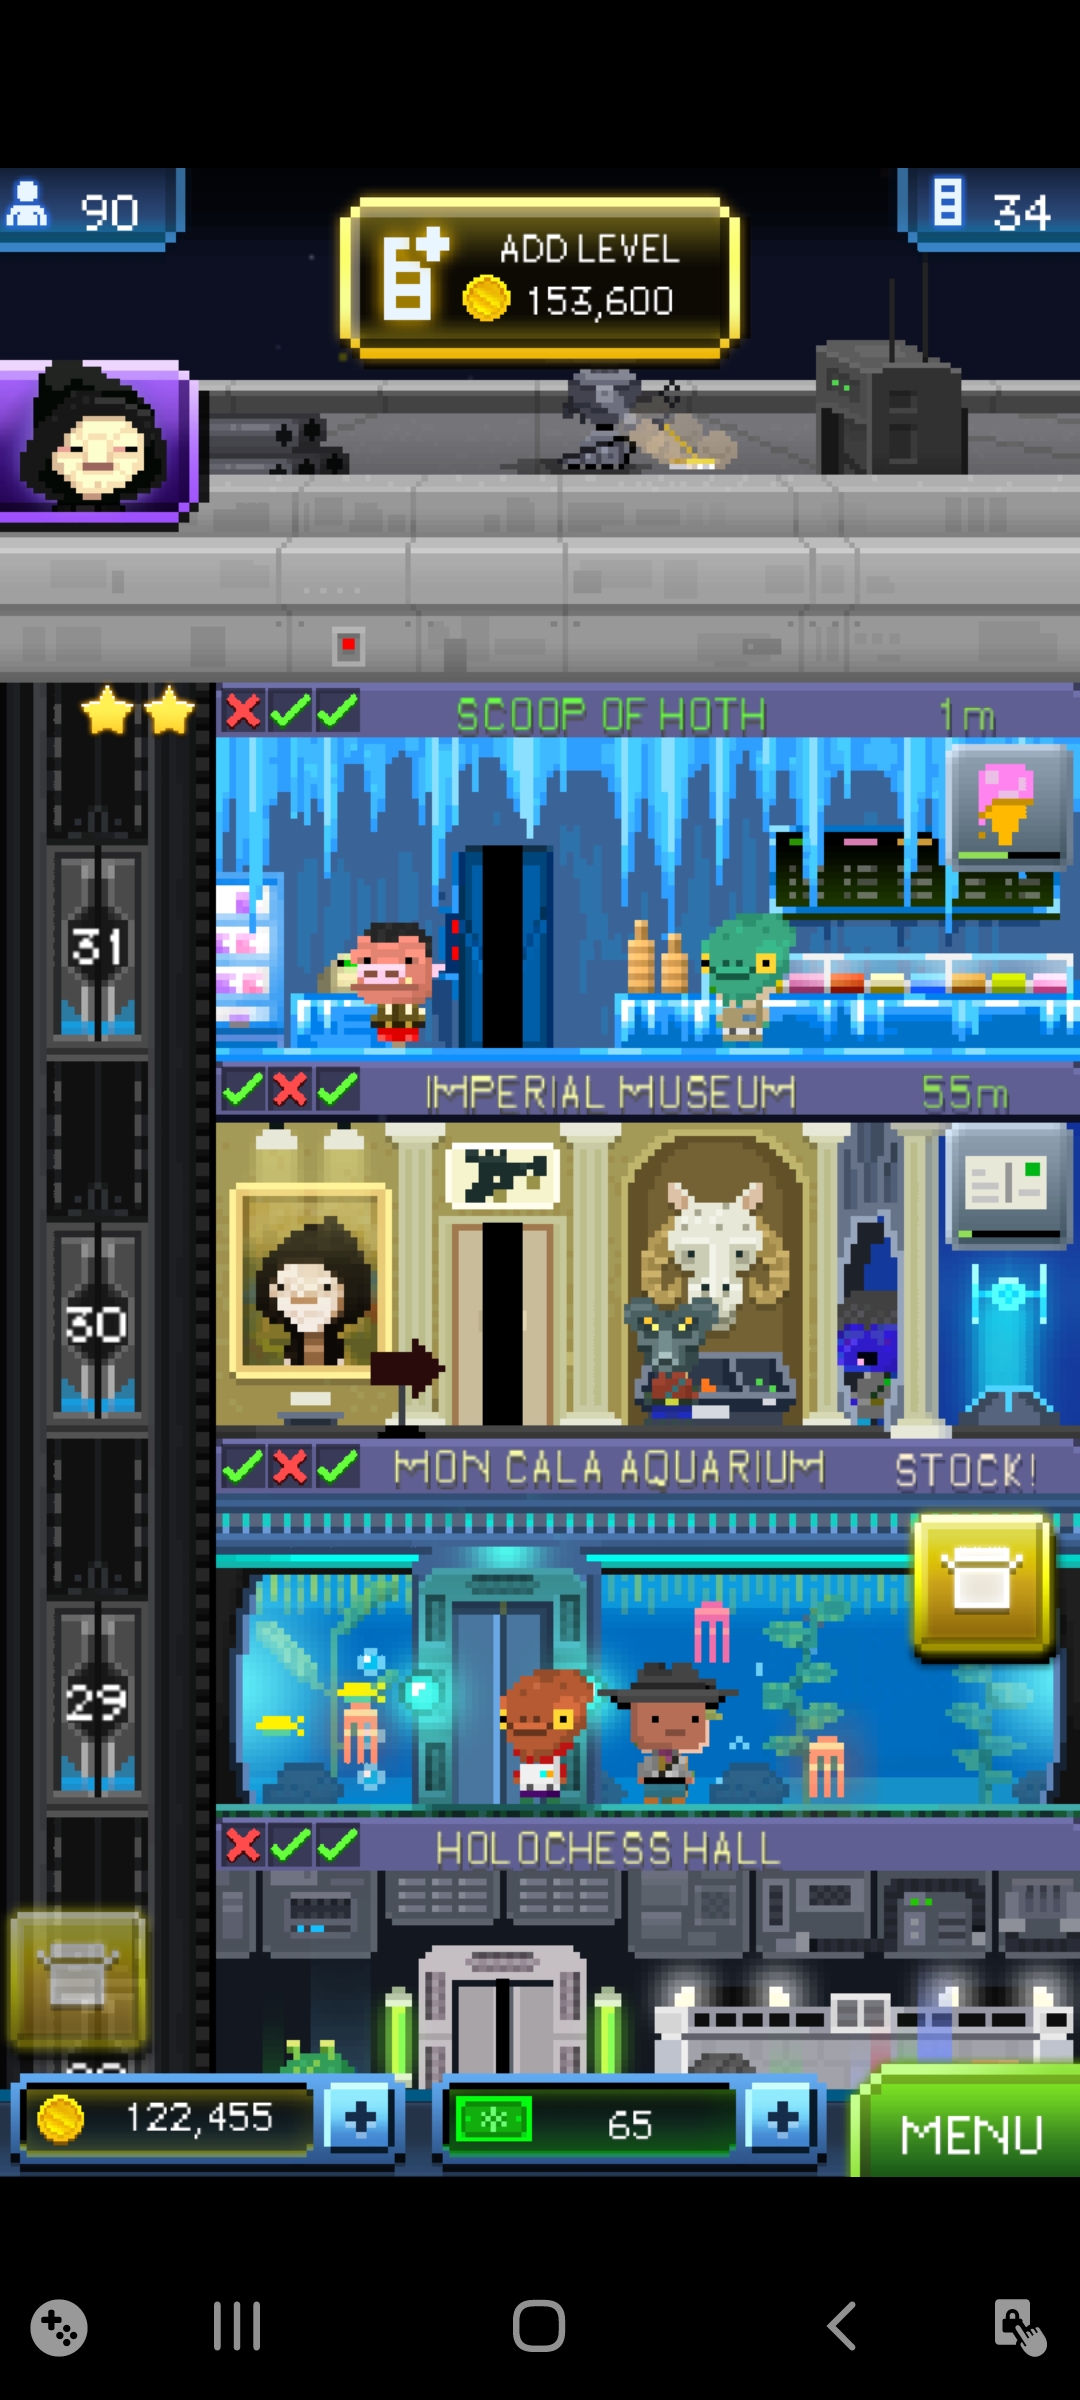 90
ADD LEVEL
153,600
34
SCOOP OF HOTH 1m
31
IMPERIAL MUSEUM 55m
30
MON CALA AQUARIUM STOCK!
29
HOLOCHESS HALL
122,455
65
MENU